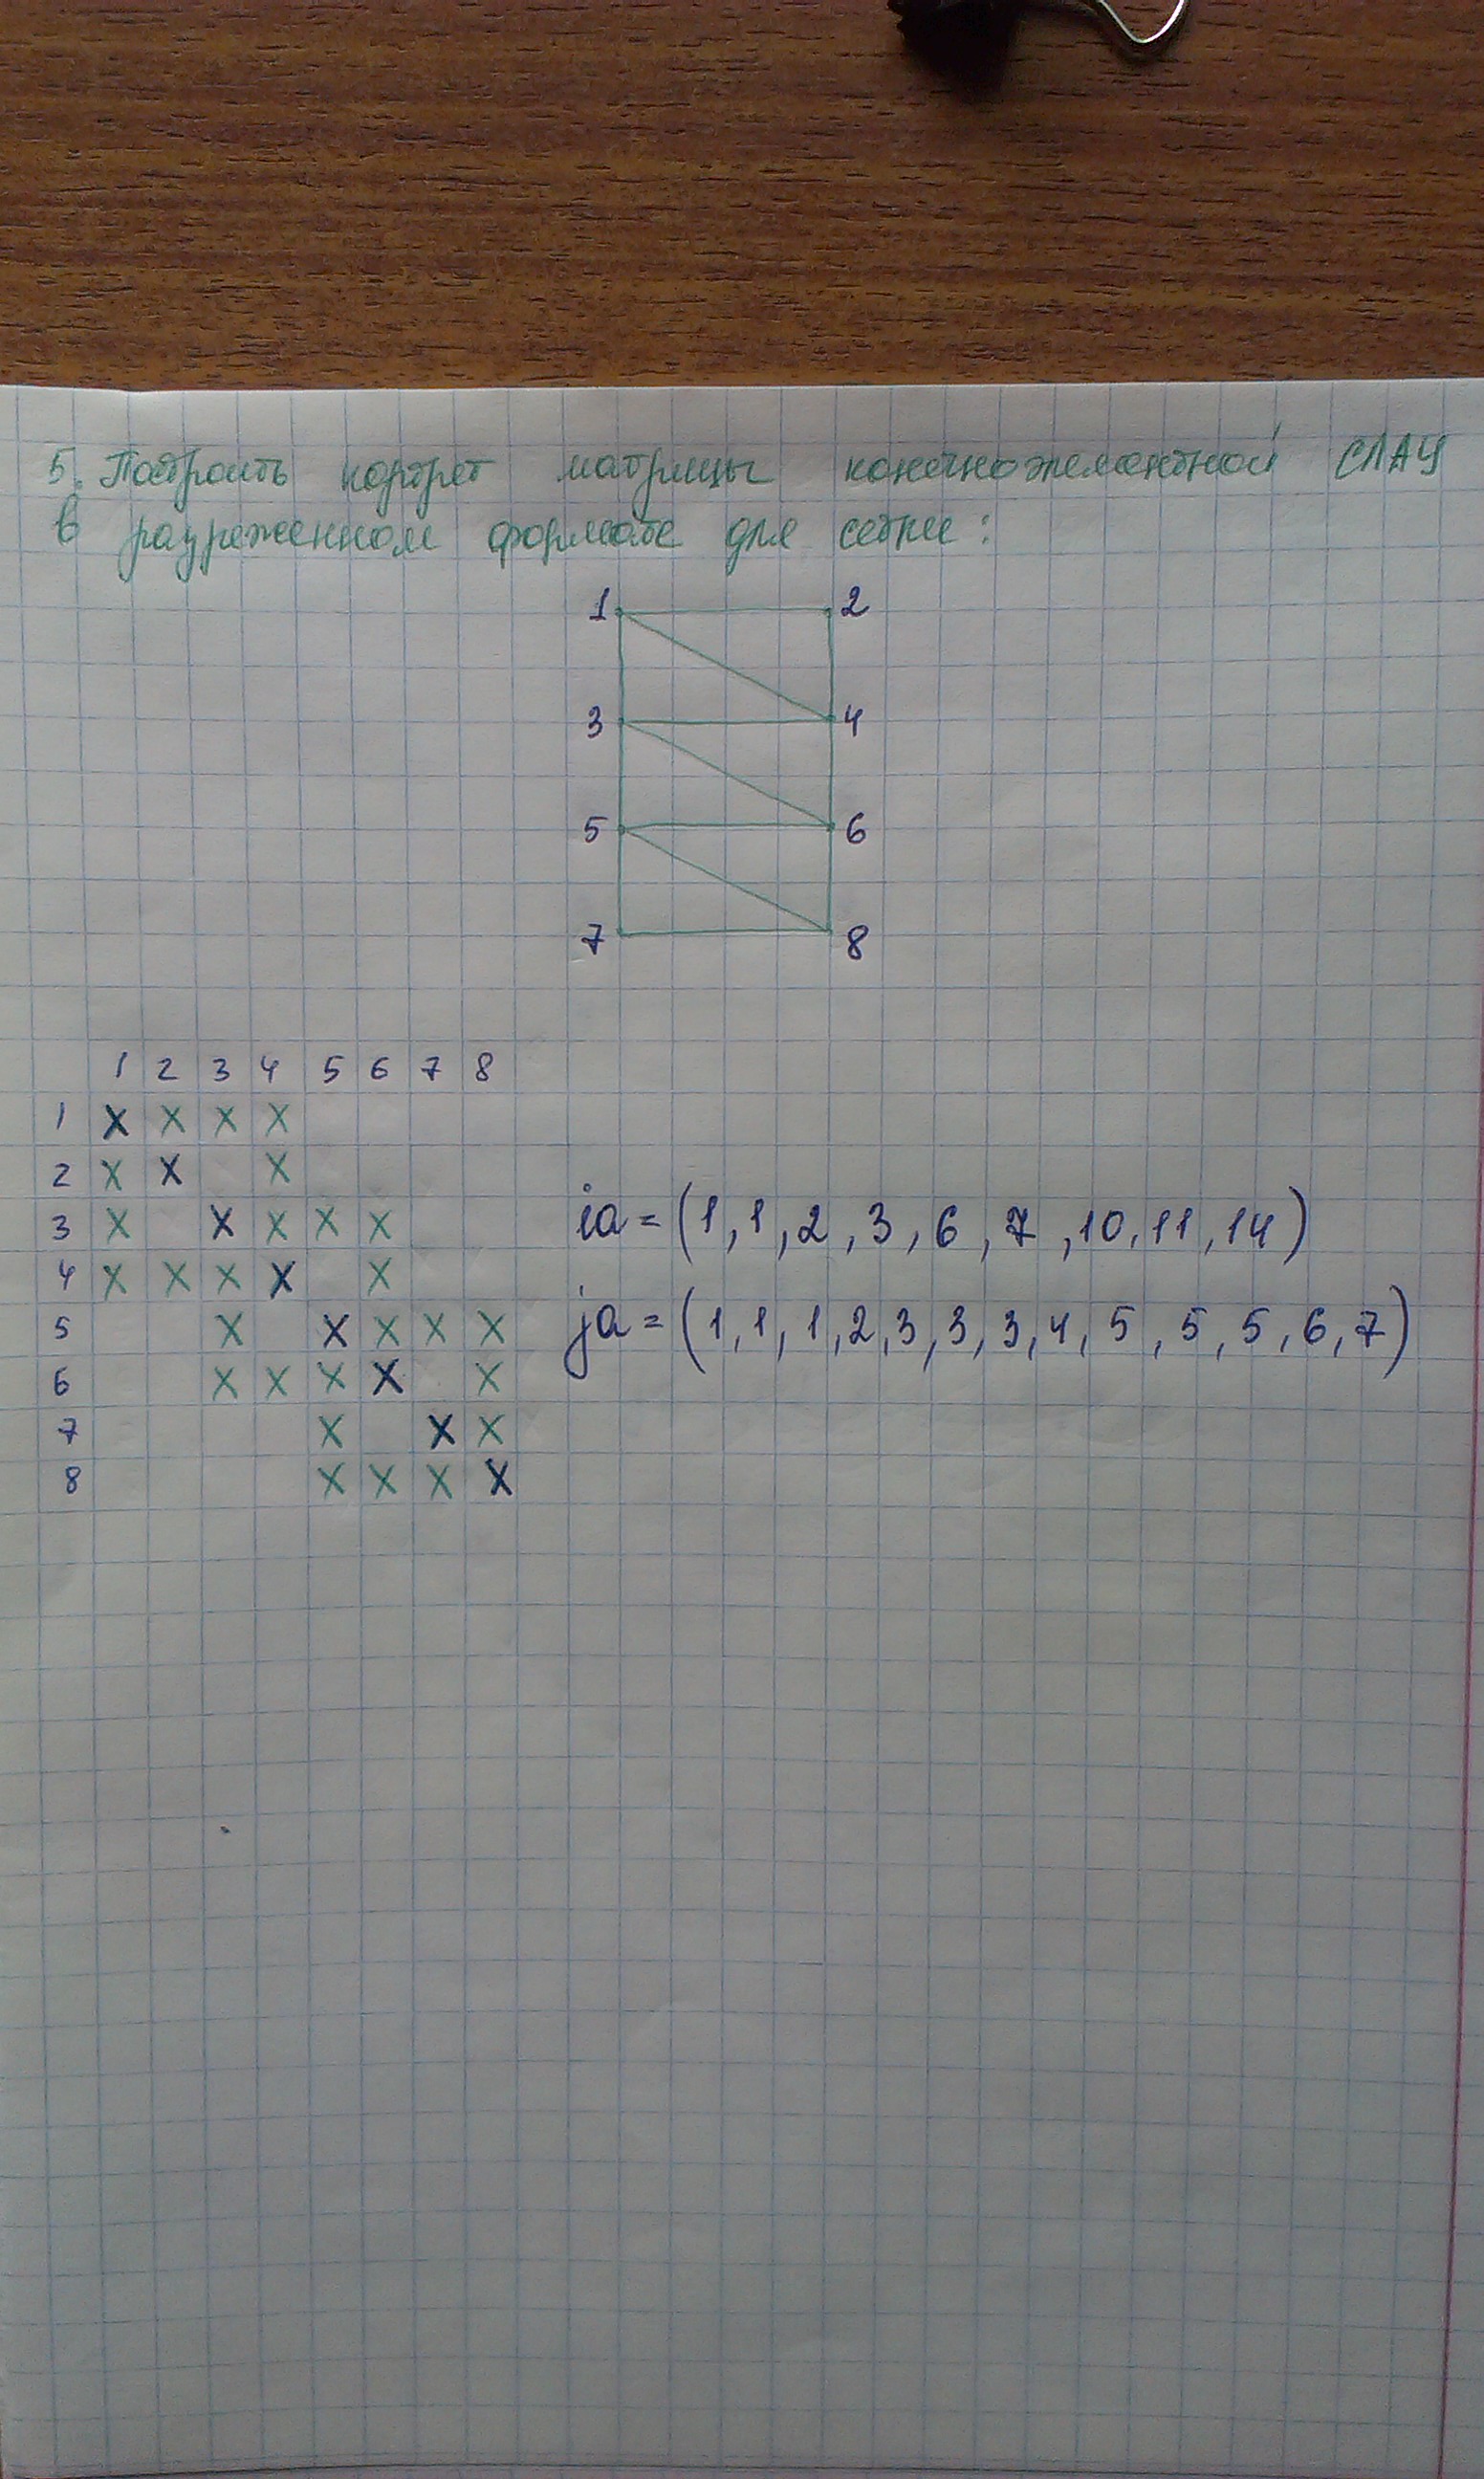 5. Построить портрет матрицы конечноэлементной СЛАУ
в разреженном формате для сетки:
1 2
3 4
5 6
7 8
1 2 3 4 5 6 7 8
1 X X X X
2 X X X
3 X X X X X
4 X X X X X
5 X X X X X
6 X X X X X
7 X X X
8 X X X X
ia = (1, 1, 2, 3, 6, 7, 10, 11, 14)
ja = (1, 1, 1, 2, 3, 3, 3, 4, 5, 5, 5, 6, 7)